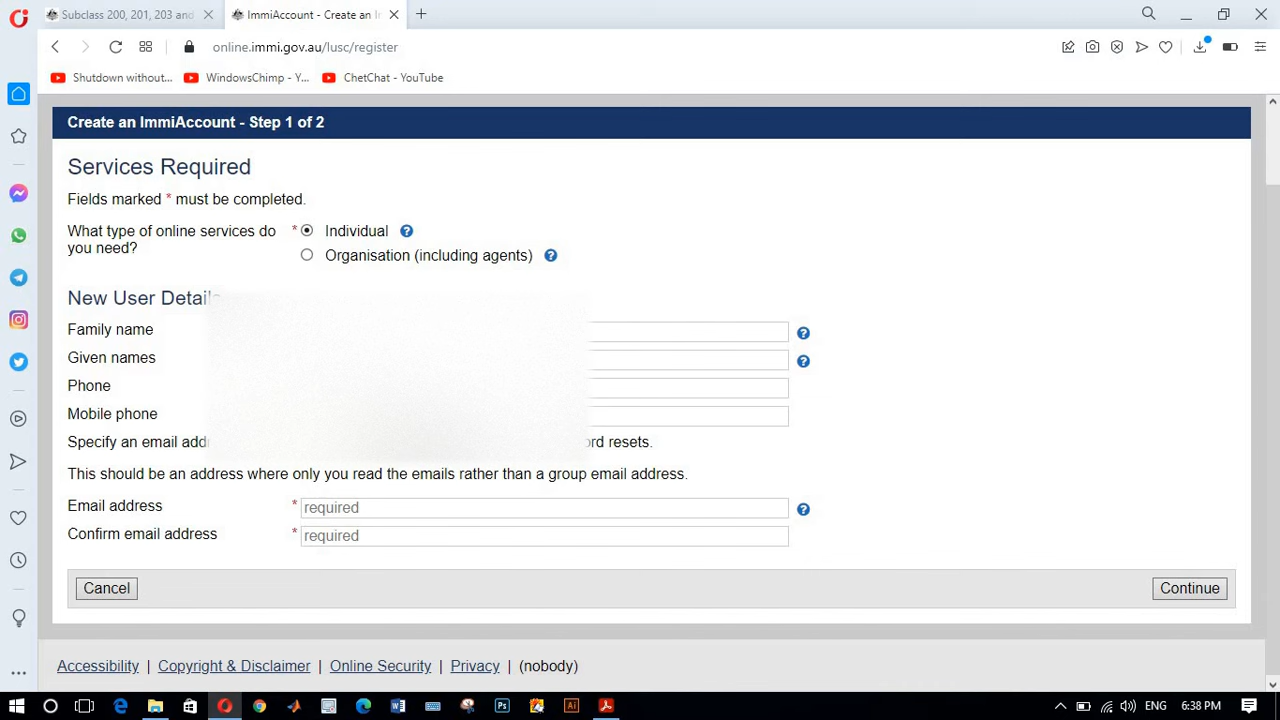 Subclass 200, 201, 203 and
ImmiAccount - Create an I
online.immi.gov.au/lusc/register
Shutdown without...
WindowsChimp - Y...
ChetChat - YouTube
Create an ImmiAccount - Step 1 of 2
Services Required
Fields marked * must be completed.
What type of online services do you need?
* Individual ?
Organisation (including agents) ?
New User Details
Family name ?
Given names ?
Phone
Mobile phone
Specify an email add rd resets.
This should be an address where only you read the emails rather than a group email address.
Email address * required ?
Confirm email address * required
Cancel
Continue
Accessibility | Copyright & Disclaimer | Online Security | Privacy | (nobody)
ENG 6:38 PM